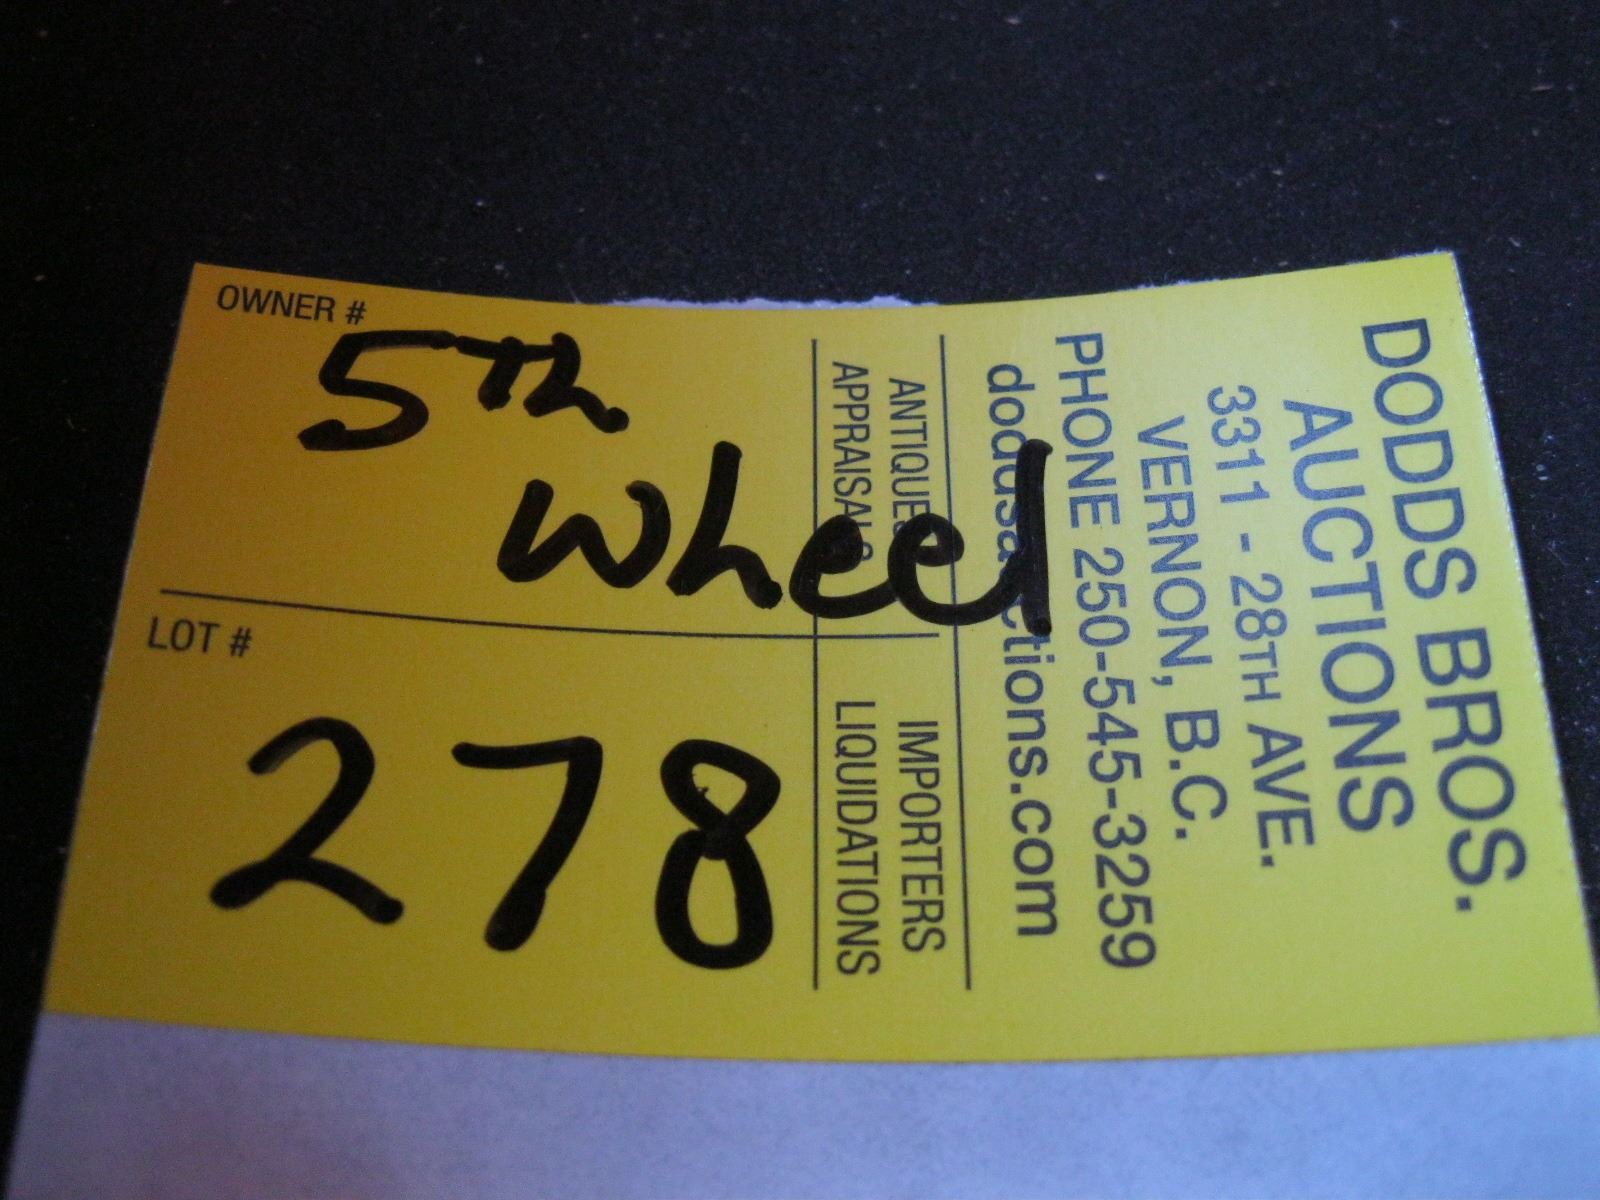 OWNER #
5Th
Wheel
LOT #
278
ANTIQUES
APPRAISALS
IMPORTERS
LIQUIDATIONS
DODDS BROS.
AUCTIONS
3311 - 28TH AVE.
VERNON, B.C.
PHONE 250-545-3259
doddsauctions.com